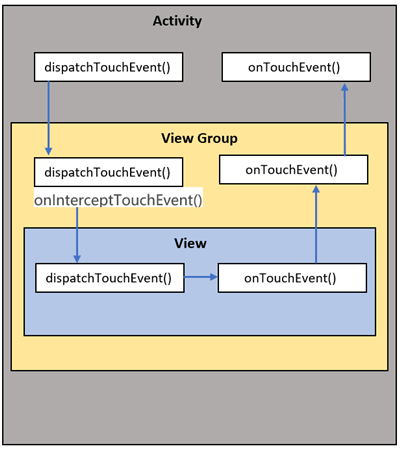 Activity
dispatchTouchEvent() onTouchEvent()
View Group
dispatchTouchEvent() onTouchEvent()
onInterceptTouchEvent()
View
dispatchTouchEvent() onTouchEvent()